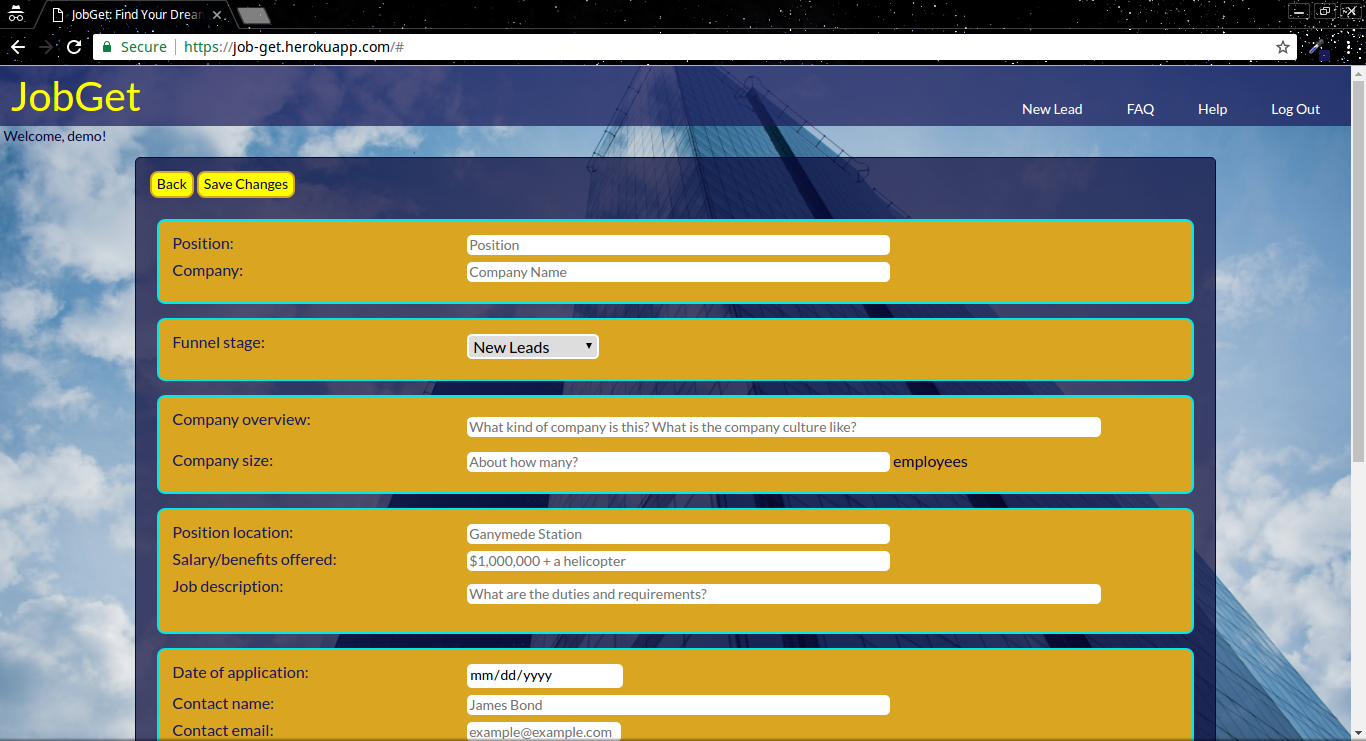 JobGet: Find Your Drean
Secure https://job-get.herokuapp.com/#
JobGet
New Lead FAQ Help Log Out
Welcome, demo!
Back Save Changes
Position: Position
Company: Company Name
Funnel stage: New Leads
Company overview: What kind of company is this? What is the company culture like?
Company size: About how many? employees
Position location: Ganymede Station
Salary/benefits offered: $1,000,000 + a helicopter
Job description: What are the duties and requirements?
Date of application: mm/dd/yyyy
Contact name: James Bond
Contact email: example@example.com